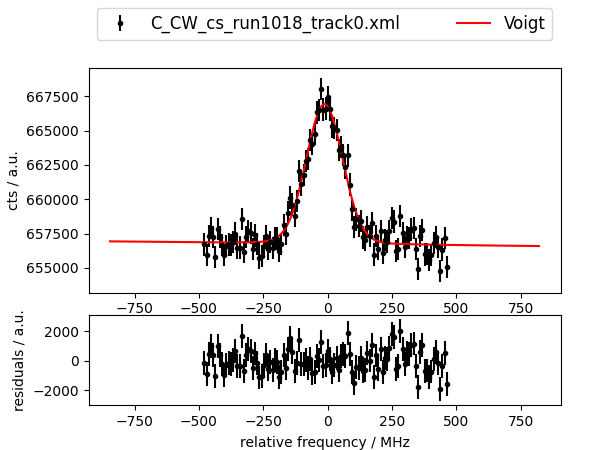 C_CW_cs_run1018_track0.xml Voigt
cts / a.u.
667500
665000
662500
660000
657500
655000
−750 −500 −250 0 250 500 750
residuals / a.u.
2000
0
−2000
−750 −500 −250 0 250 500 750
relative frequency / MHz